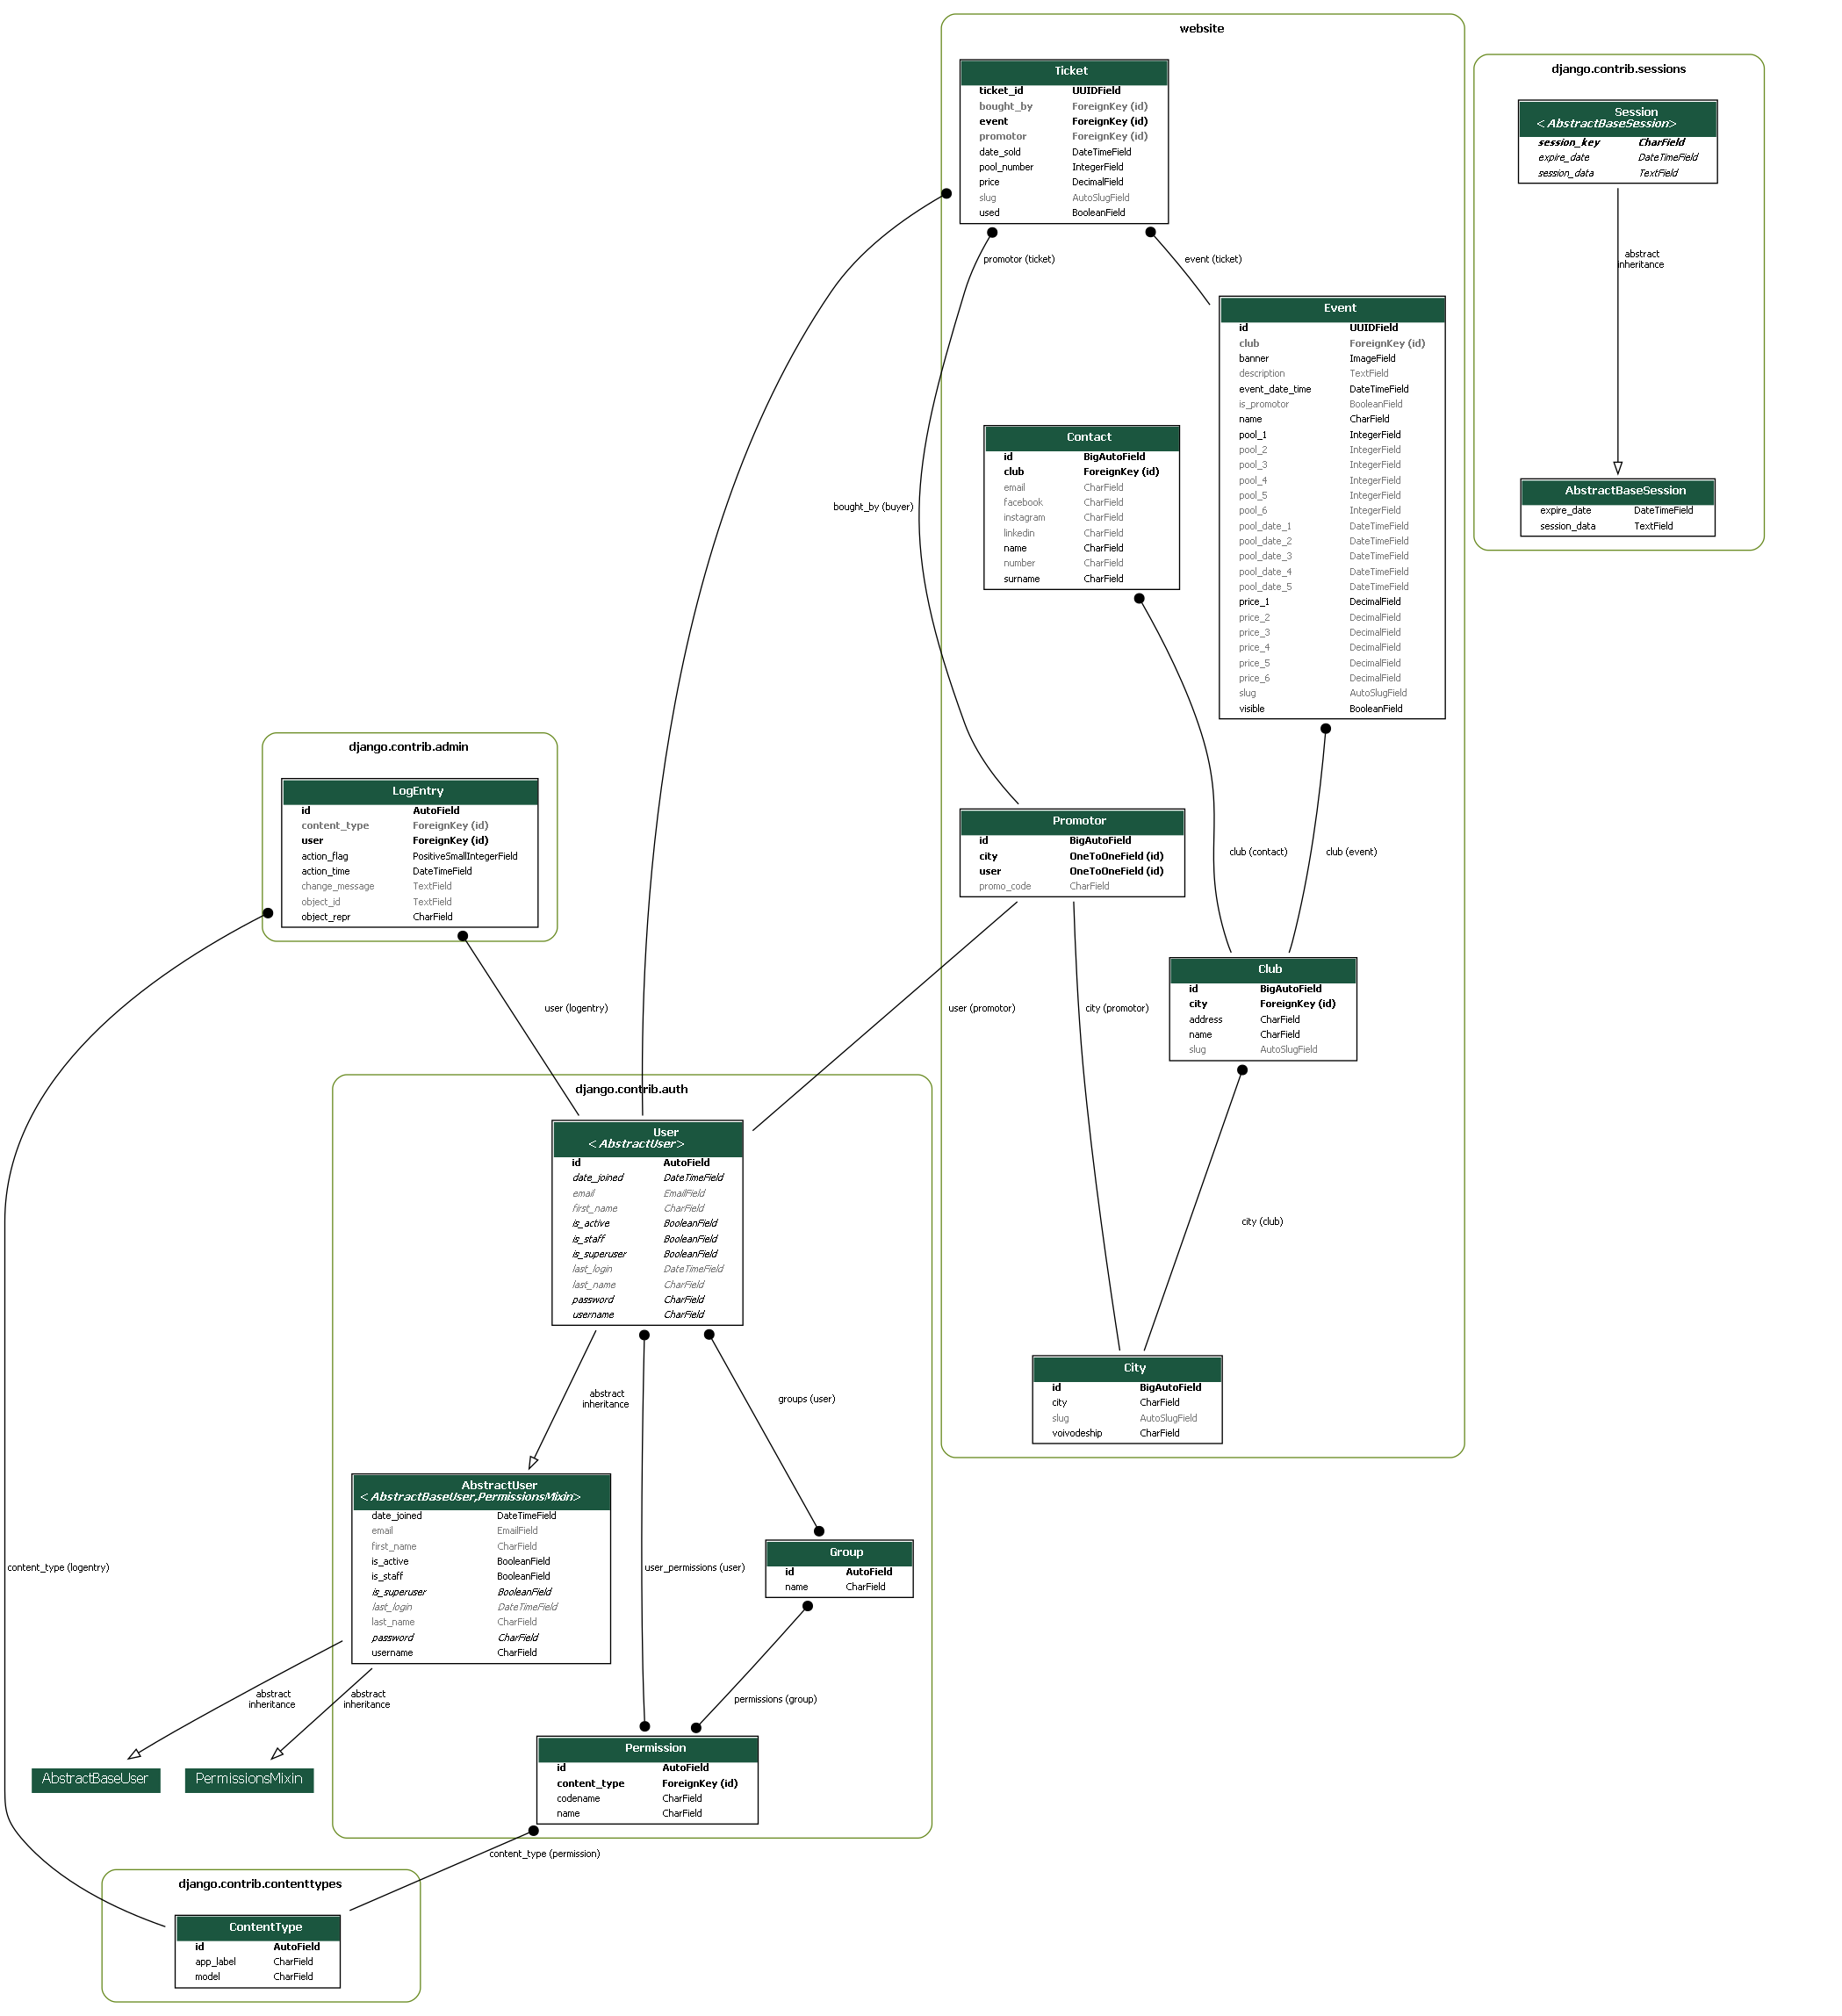 website
Ticket
ticket_id UUIDField
bought_by ForeignKey (id)
event ForeignKey (id)
promotor ForeignKey (id)
date_sold DateTimeField
pool_number IntegerField
price DecimalField
slug AutoSlugField
used BooleanField
promotor (ticket)
event (ticket)
django.contrib.sessions
Session
<AbstractBaseSession>
session_key CharField
expire_date DateTimeField
session_data TextField
abstract
inheritance
AbstractBaseSession
expire_date DateTimeField
session_data TextField
Event
id UUIDField
club ForeignKey (id)
banner ImageField
description TextField
event_date_time DateTimeField
is_promotor BooleanField
name CharField
pool_1 IntegerField
pool_2 IntegerField
pool_3 IntegerField
pool_4 IntegerField
pool_5 IntegerField
pool_6 IntegerField
pool_date_1 DateTimeField
pool_date_2 DateTimeField
pool_date_3 DateTimeField
pool_date_4 DateTimeField
pool_date_5 DateTimeField
price_1 DecimalField
price_2 DecimalField
price_3 DecimalField
price_4 DecimalField
price_5 DecimalField
price_6 DecimalField
slug AutoSlugField
visible BooleanField
Contact
id BigAutoField
club ForeignKey (id)
email CharField
facebook CharField
instagram CharField
linkedin CharField
name CharField
number CharField
surname CharField
bought_by (buyer)
django.contrib.admin
LogEntry
id AutoField
content_type ForeignKey (id)
user ForeignKey (id)
action_flag PositiveSmallIntegerField
action_time DateTimeField
change_message TextField
object_id TextField
object_repr CharField
Promotor
id BigAutoField
city OneToOneField (id)
user OneToOneField (id)
promo_code CharField
club (contact)
club (event)
Club
id BigAutoField
city ForeignKey (id)
address CharField
name CharField
slug AutoSlugField
user (logentry)
user (promotor)
city (promotor)
city (club)
django.contrib.auth
User
<AbstractUser>
id AutoField
date_joined DateTimeField
email EmailField
first_name CharField
is_active BooleanField
is_staff BooleanField
is_superuser BooleanField
last_login DateTimeField
last_name CharField
password CharField
username CharField
City
id BigAutoField
city CharField
slug AutoSlugField
voivodeship CharField
abstract
inheritance
groups (user)
AbstractUser
<AbstractBaseUser,PermissionsMixin>
date_joined DateTimeField
email EmailField
first_name CharField
is_active BooleanField
is_staff BooleanField
is_superuser BooleanField
last_login DateTimeField
last_name CharField
password CharField
username CharField
content_type (logentry)
user_permissions (user)
Group
id AutoField
name CharField
abstract
inheritance
abstract
inheritance
permissions (group)
AbstractBaseUser
PermissionsMixin
Permission
id AutoField
content_type ForeignKey (id)
codename CharField
name CharField
content_type (permission)
django.contrib.contenttypes
ContentType
id AutoField
app_label CharField
model CharField